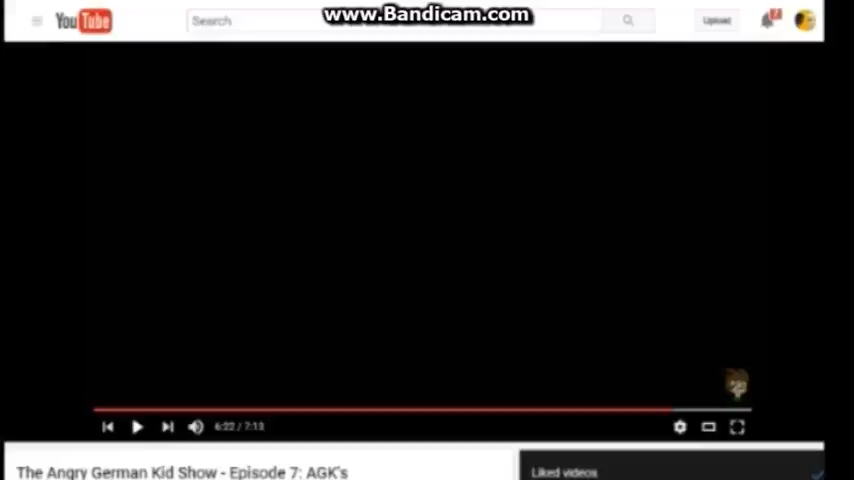 www.Bandicam.com
YouTube
Search
Upload
7
6:22 / 7:13
The Angry German Kid Show - Episode 7: AGK's
Liked videos